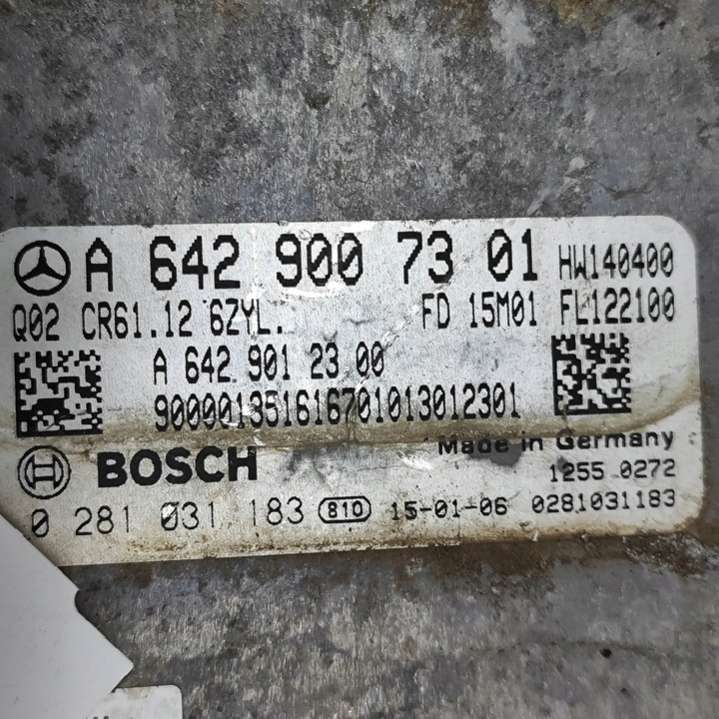 A 642 900 73 01 HW140400
Q02 CR61.12 6ZYL. FD 15M01 FL122100
A 642 901 23 00
900001351616701013012301
Made in Germany
BOSCH 1255 0272
0 281 031 183 810 15-01-06 0281031183